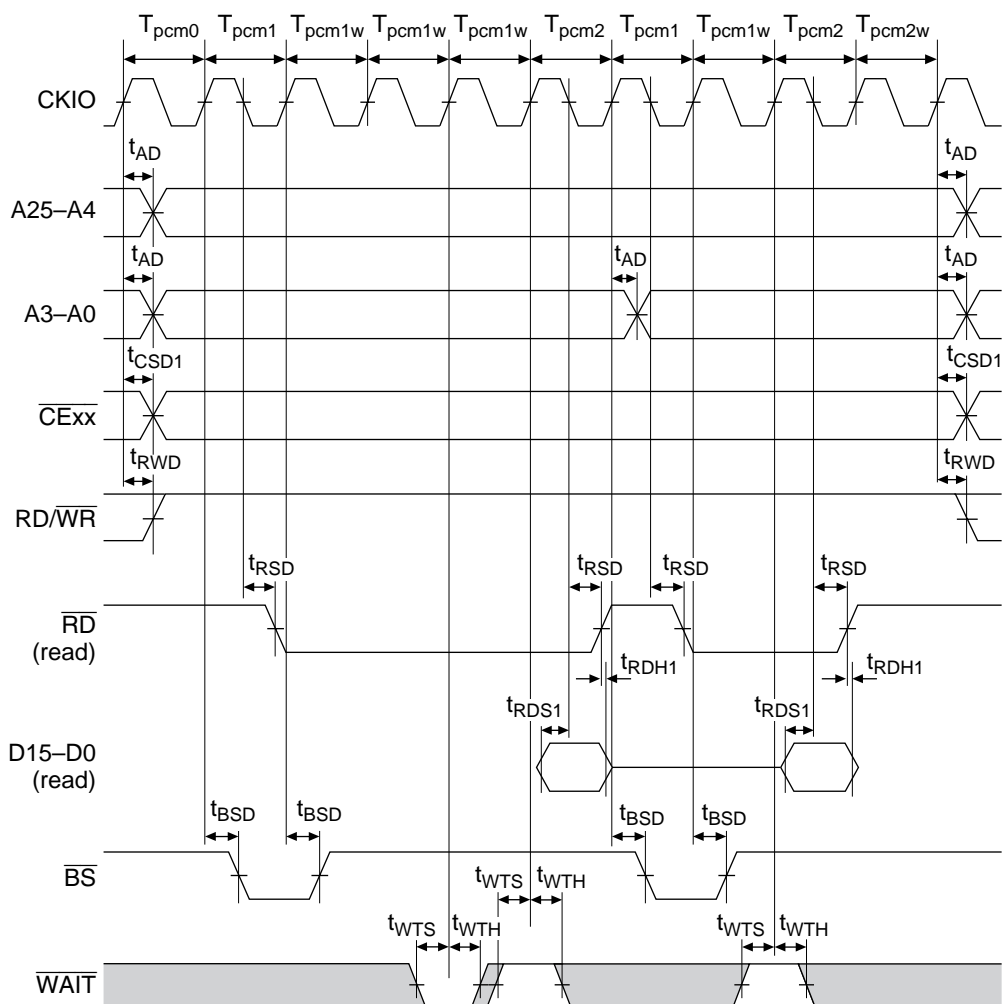 Tpcm0 Tpcm1 Tpcm1w Tpcm1w Tpcm1w Tpcm2 Tpcm1 Tpcm1w Tpcm2 Tpcm2w
CKIO
tAD tAD
A25–A4
tAD tAD tAD
A3–A0
tCSD1 tCSD1
CExx
tRWD tRWD
RD/WR
tRSD tRSD tRSD tRSD
RD
(read)
tRDH1 tRDH1
tRDS1 tRDS1
D15–D0
(read)
tBSD tBSD tBSD tBSD
BS
tWTS tWTH
tWTS tWTH tWTS tWTH
WAIT